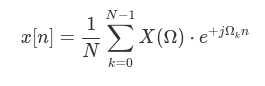 x[n] = \frac{1}{N} \sum_{k=0}^{N-1} X(\Omega) \cdot e^{+j\Omega_k n}